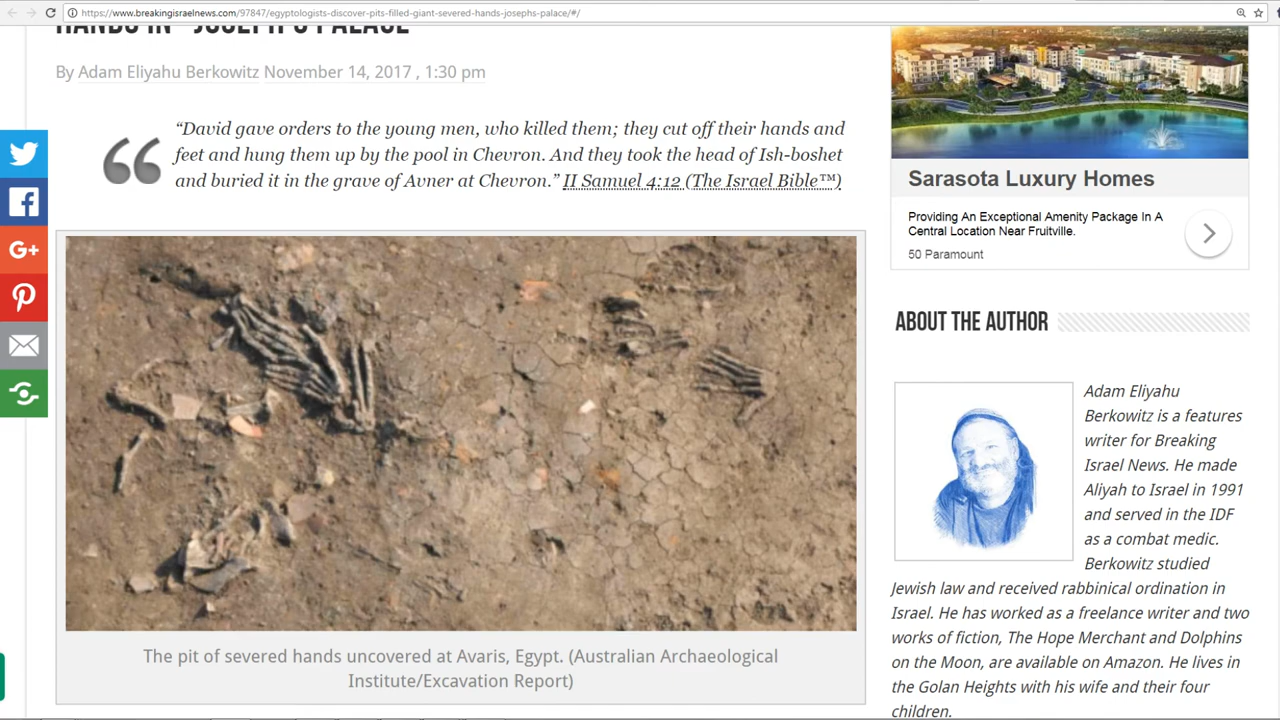 https://www.breakingisraelnews.com/97847/egyptologists-discover-pits-filled-giant-severed-hands-josephs-palace/#/
HANDS IN "JOSEPH'S PALACE"
By Adam Eliyahu Berkowitz November 14, 2017 , 1:30 pm
“David gave orders to the young men, who killed them; they cut off their hands and
feet and hung them up by the pool in Chevron. And they took the head of Ish-boshet
and buried it in the grave of Avner at Chevron.” II Samuel 4:12 (The Israel Bible™)
The pit of severed hands uncovered at Avaris, Egypt. (Australian Archaeological
Institute/Excavation Report)
Sarasota Luxury Homes
Providing An Exceptional Amenity Package In A
Central Location Near Fruitville.
50 Paramount
ABOUT THE AUTHOR
Adam Eliyahu
Berkowitz is a features
writer for Breaking
Israel News. He made
Aliyah to Israel in 1991
and served in the IDF
as a combat medic.
Berkowitz studied
Jewish law and received rabbinical ordination in
Israel. He has worked as a freelance writer and two
works of fiction, The Hope Merchant and Dolphins
on the Moon, are available on Amazon. He lives in
the Golan Heights with his wife and their four
children.